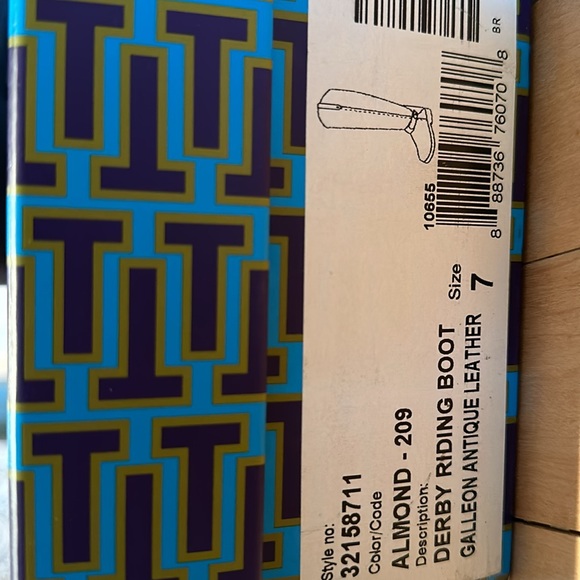 Style no:
32158711
Color/Code
ALMOND - 209
Description:
DERBY RIDING BOOT
GALLEON ANTIQUE LEATHER
Size
7
10655
8 88736 76070 8
BR